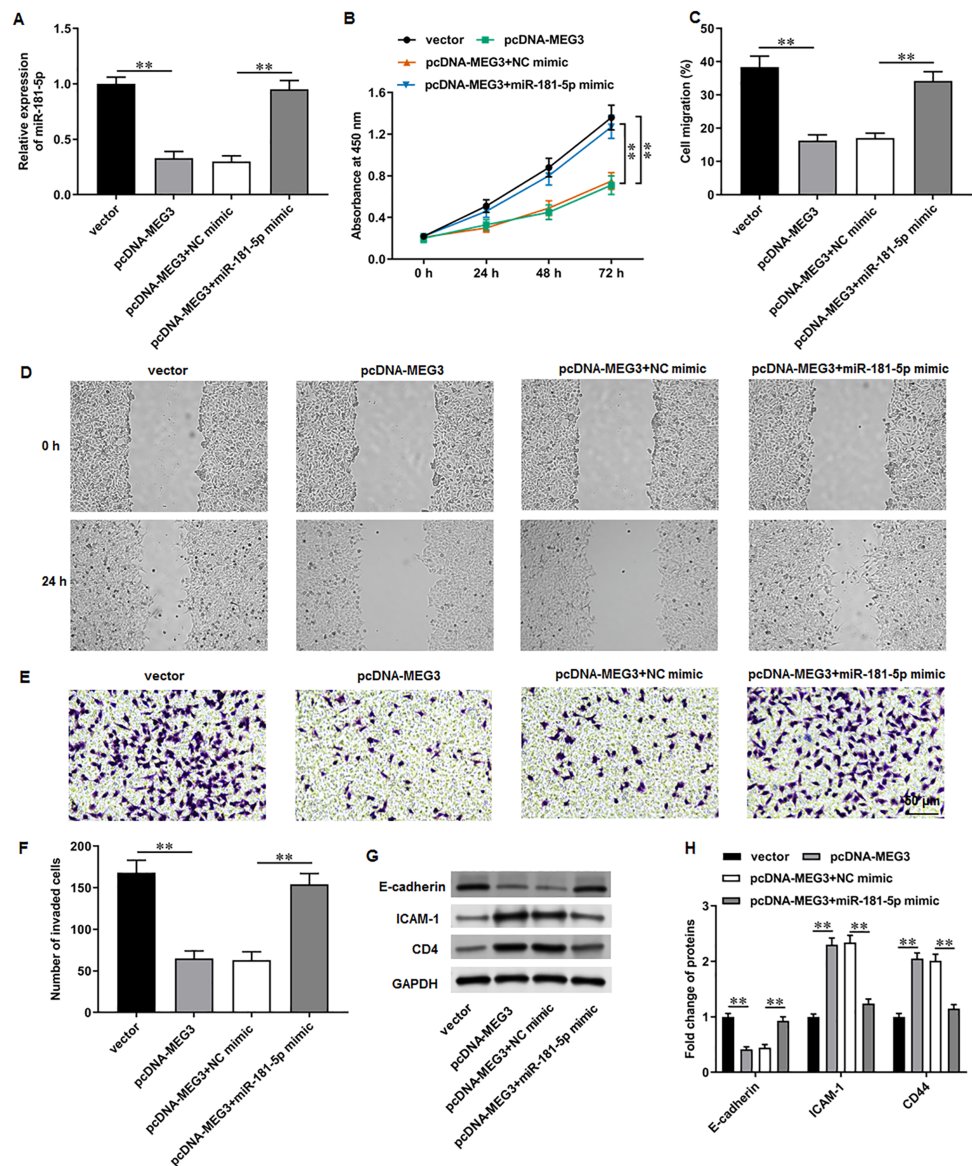 A
Relative expression
of miR-181-5p
1.5
1.0
0.5
0.0
**
**
vector
pcDNA-MEG3
pcDNA-MEG3+NC mimic
pcDNA-MEG3+miR-181-5p mimic
B
vector
pcDNA-MEG3
pcDNA-MEG3+NC mimic
pcDNA-MEG3+miR-181-5p mimic
Absorbance at 450 nm
1.6
1.2
0.8
0.4
0.0
0 h
24 h
48 h
72 h
**
**
C
Cell migration (%)
50
40
30
20
10
0
**
**
vector
pcDNA-MEG3
pcDNA-MEG3+NC mimic
pcDNA-MEG3+miR-181-5p mimic
D
vector
pcDNA-MEG3
pcDNA-MEG3+NC mimic
pcDNA-MEG3+miR-181-5p mimic
0 h
24 h
E
vector
pcDNA-MEG3
pcDNA-MEG3+NC mimic
pcDNA-MEG3+miR-181-5p mimic
50 μm
F
Number of invaded cells
200
150
100
50
0
**
**
vector
pcDNA-MEG3
pcDNA-MEG3+NC mimic
pcDNA-MEG3+miR-181-5p mimic
G
E-cadherin
ICAM-1
CD4
GAPDH
vector
pcDNA-MEG3
pcDNA-MEG3+NC mimic
pcDNA-MEG3+miR-181-5p mimic
H
vector
pcDNA-MEG3
pcDNA-MEG3+NC mimic
pcDNA-MEG3+miR-181-5p mimic
Fold change of proteins
3
2
1
0
**
**
**
**
**
**
E-cadherin
ICAM-1
CD44